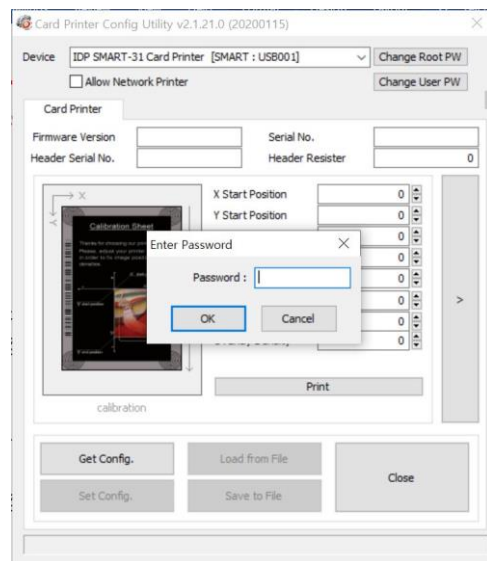 Card Printer Config Utility v2.1.21.0 (20200115)
Device
IDP SMART-31 Card Printer [SMART : USB001]
Change Root PW
Allow Network Printer
Change User PW
Card Printer
Firmware Version
Serial No.
Header Serial No.
Header Resister
0
X
Y
Calibration Sheet
X Start Position
0
Y Start Position
0
0
0
0
0
0
0
Enter Password
Password :
OK
Cancel
>
Print
calibration
Get Config.
Load from File
Close
Set Config.
Save to File